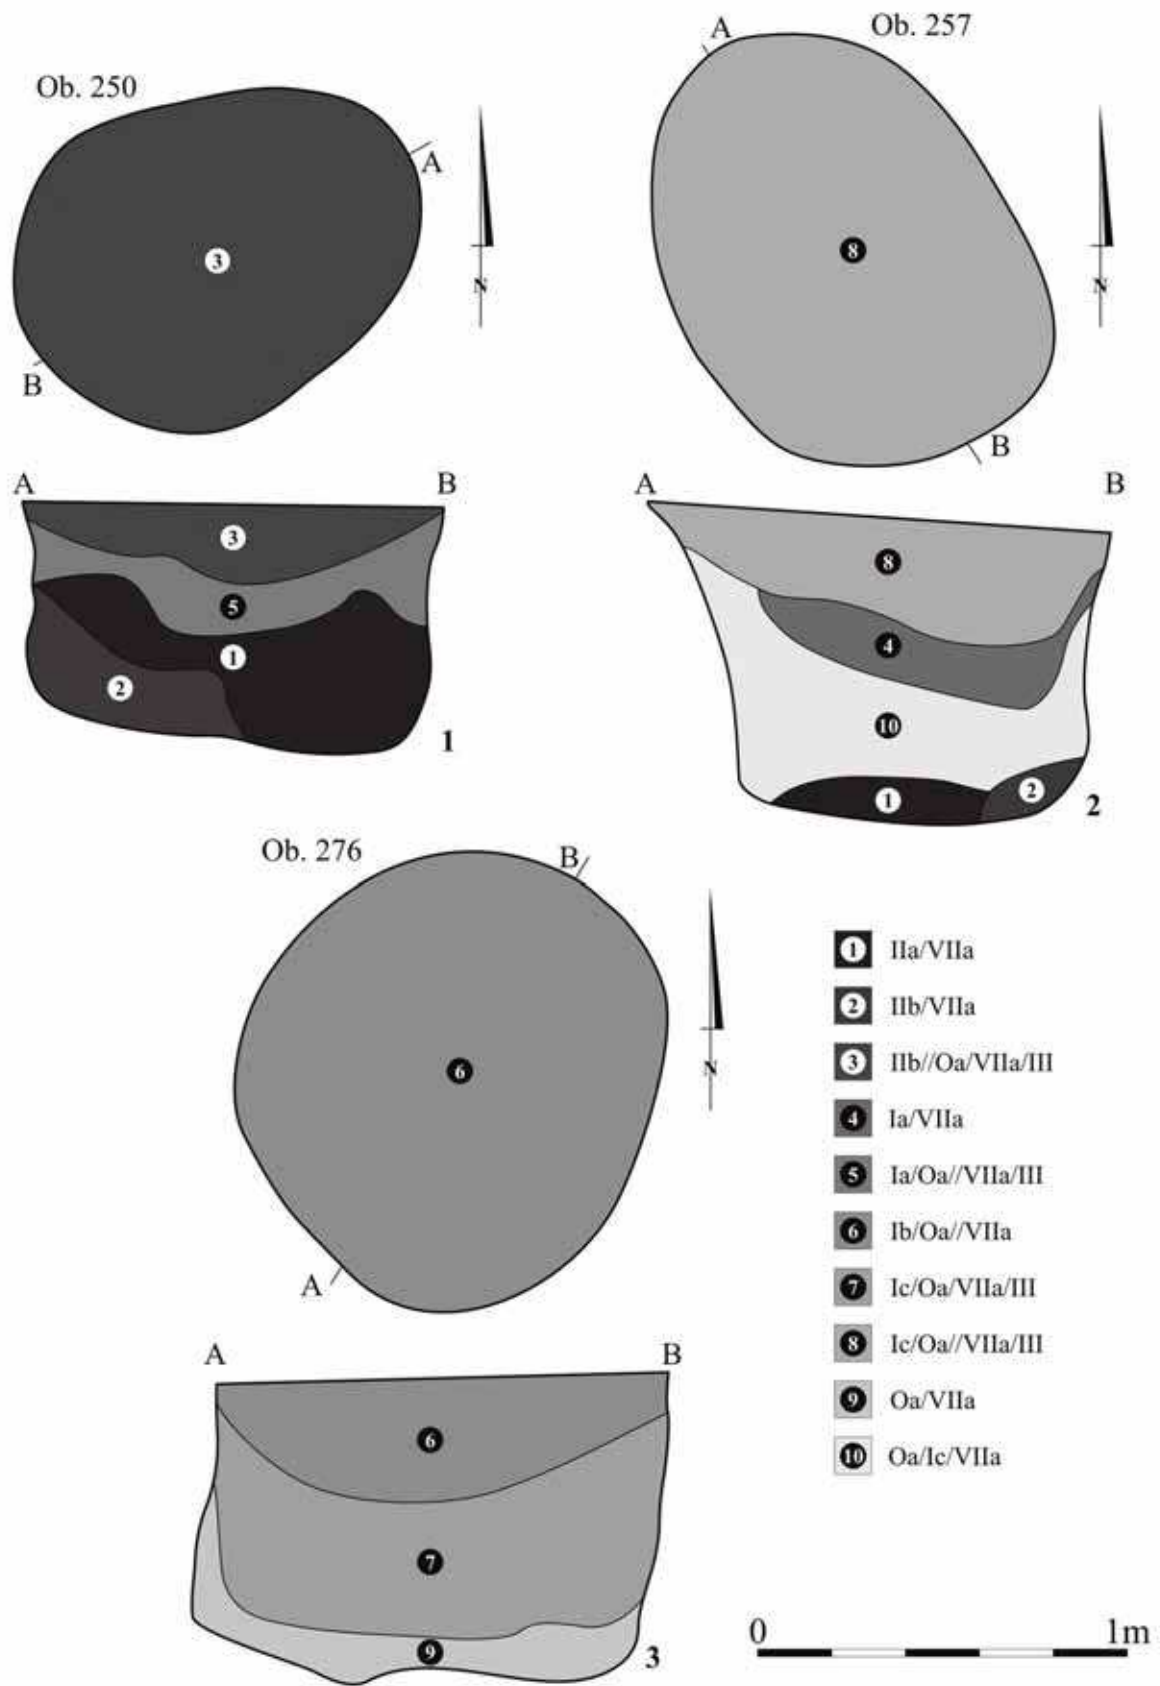 Ob. 250
A
3
B
N
Ob. 257
A
8
B
N
A B
3
5
1
2
1
A B
8
4
10
1
2
2
Ob. 276
B
6
A
N
A B
6
7
9
3
1 IIa/VIIa
2 IIb/VIIa
3 IIb//Oa/VIIa/III
4 Ia/VIIa
5 Ia/Oa//VIIa/III
6 Ib/Oa//VIIa
7 Ic/Oa/VIIa/III
8 Ic/Oa//VIIa/III
9 Oa/VIIa
10 Oa/Ic/VIIa
0 1m